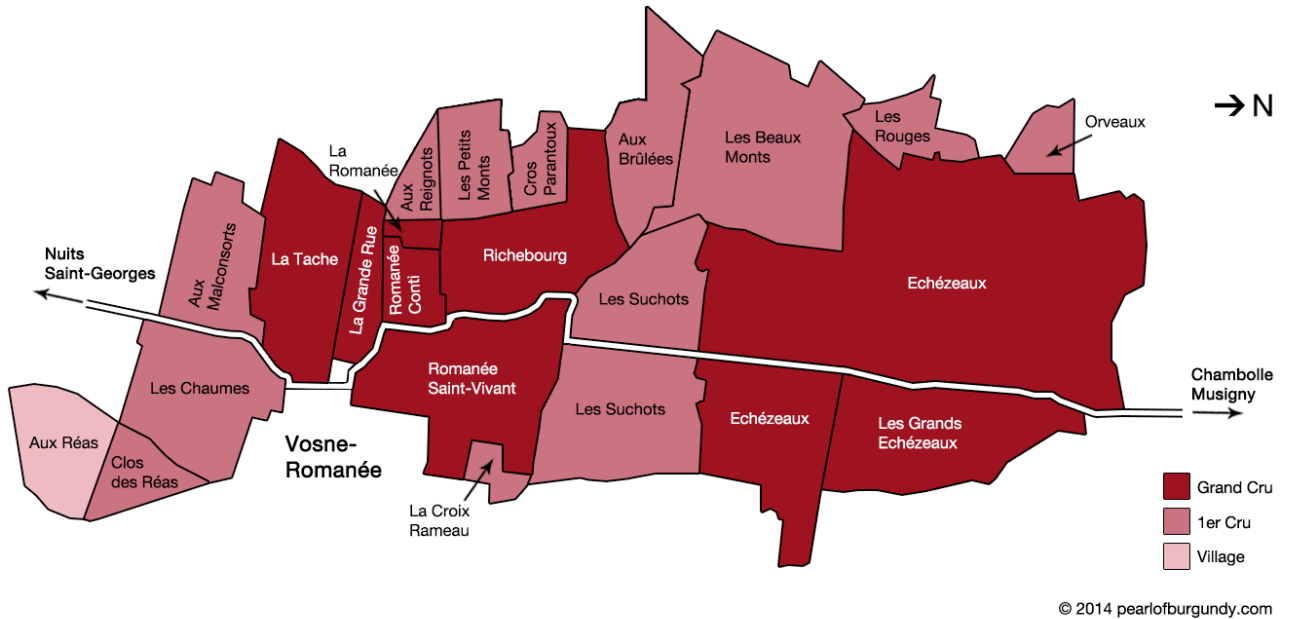 N
Orveaux
Les
Rouges
Les Beaux
Monts
Aux
Brûlées
Cros
Parantoux
Les Petits
Monts
Aux
Reignots
La
Romanée
Nuits
Saint-Georges
Aux
Malconsorts
La Tache
La Grande Rue
Romanée
Conti
Richebourg
Les Suchots
Echézeaux
Chambolle
Musigny
Les Chaumes
Romanée
Saint-Vivant
Les Suchots
Echézeaux
Les Grands
Echézeaux
Aux Réas
Clos
des Réas
Vosne-
Romanée
La Croix
Rameau
Grand Cru
1er Cru
Village
© 2014 pearlofburgundy.com